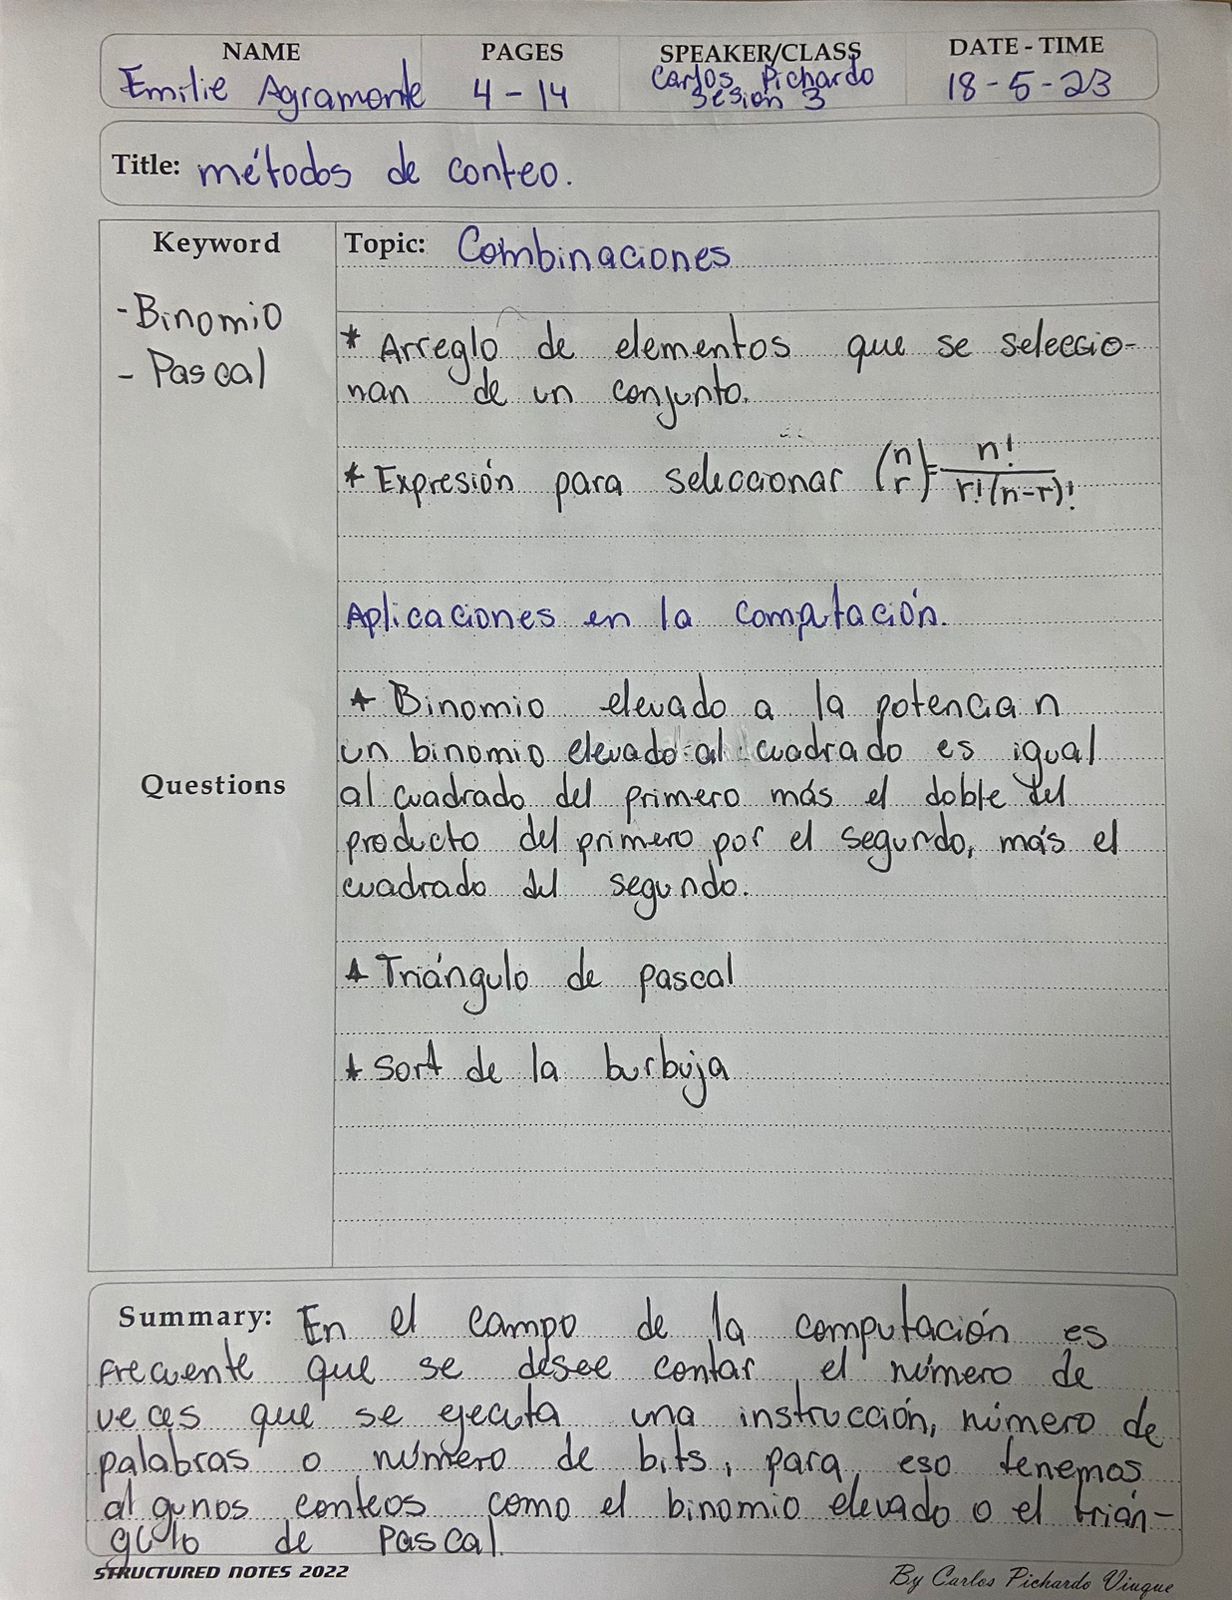 NAME PAGES SPEAKER/CLASS DATE - TIME
Emilie Agramonte 4 - 14 Carlos Pichardo Sesion 3 18 - 5 - 23
Title: métodos de conteo.
Keyword
- Binomio
- Pascal
Topic: Combinaciones
* Arreglo de elementos que se seleccio-
nan de un conjunto.
* Expresión para seleccionar (n r) = n! / r!(n-r)!
Aplicaciones en la computación.
* Binomio elevado a la potencia n
un binomio elevado al cuadrado es igual
al cuadrado del primero más el doble del
producto del primero por el segundo, más el
cuadrado del segundo.
* Triángulo de pascal
* Sort de la burbuja
Questions
Summary: En el campo de la computación es
frecuente que se desee contar el número de
veces que se ejecuta una instrucción, número de
palabras o número de bits, para eso tenemos
algunos conteos como el binomio elevado o el trián-
gulo de Pascal.
STRUCTURED NOTES 2022
By Carlos Pichardo Viuque